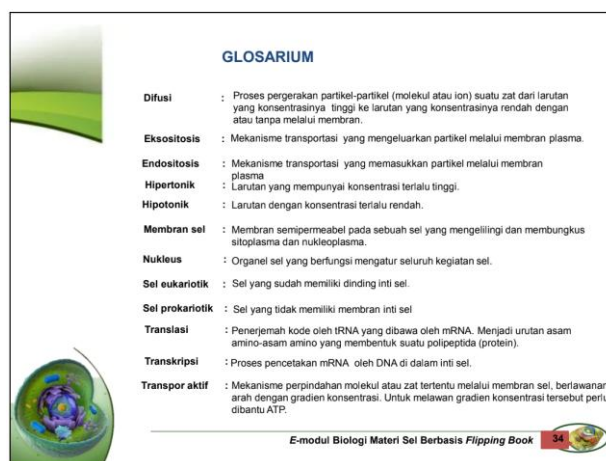 GLOSARIUM
Difusi : Proses pergerakan partikel-partikel (molekul atau ion) suatu zat dari larutan
yang konsentrasinya tinggi ke larutan yang konsentrasinya rendah dengan
atau tanpa melalui membran.
Eksositosis : Mekanisme transportasi yang mengeluarkan partikel melalui membran plasma.
Endositosis : Mekanisme transportasi yang memasukkan partikel melalui membran
plasma
Hipertonik : Larutan yang mempunyai konsentrasi terlalu tinggi.
Hipotonik : Larutan dengan konsentrasi terlalu rendah.
Membran sel : Membran semipermeabel pada sebuah sel yang mengelilingi dan membungkus
sitoplasma dan nukleoplasma.
Nukleus : Organel sel yang berfungsi mengatur seluruh kegiatan sel.
Sel eukariotik : Sel yang sudah memiliki dinding inti sel.
Sel prokariotik : Sel yang tidak memiliki membran inti sel
Translasi : Penerjemah kode oleh tRNA yang dibawa oleh mRNA. Menjadi urutan asam
amino-asam amino yang membentuk suatu polipeptida (protein).
Transkripsi : Proses pencetakan mRNA oleh DNA di dalam inti sel.
Transpor aktif : Mekanisme perpindahan molekul atau zat tertentu melalui membran sel, berlawanan
arah dengan gradien konsentrasi. Untuk melawan gradien konsentrasi tersebut perlu
dibantu ATP.
E-modul Biologi Materi Sel Berbasis Flipping Book 34